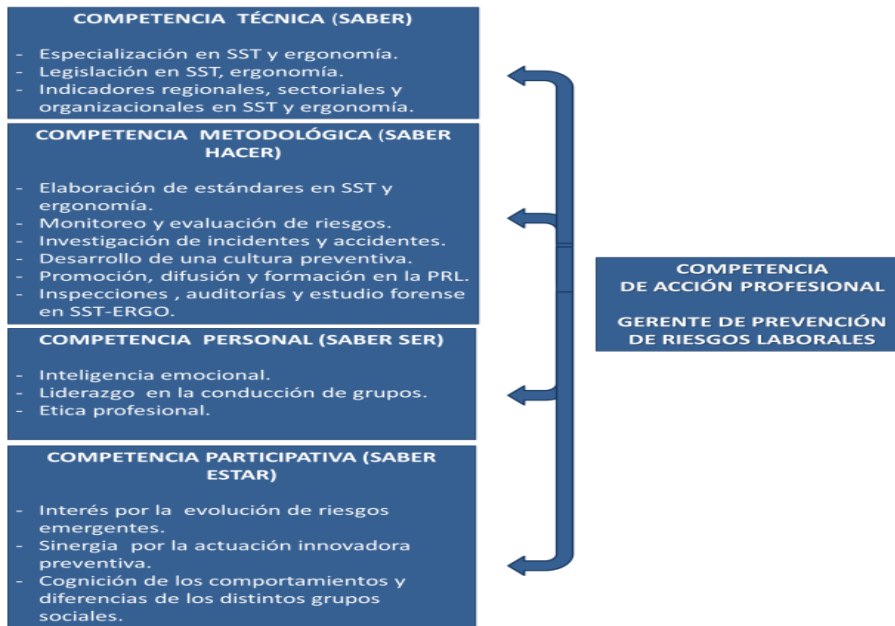 COMPETENCIA TÉCNICA (SABER)
- Especialización en SST y ergonomía.
- Legislación en SST, ergonomía.
- Indicadores regionales, sectoriales y
organizacionales en SST y ergonomía.
COMPETENCIA METODOLÓGICA (SABER
HACER)
- Elaboración de estándares en SST y
ergonomía.
- Monitoreo y evaluación de riesgos.
- Investigación de incidentes y accidentes.
- Desarrollo de una cultura preventiva.
- Promoción, difusión y formación en la PRL.
- Inspecciones , auditorías y estudio forense
en SST-ERGO.
COMPETENCIA PERSONAL (SABER SER)
- Inteligencia emocional.
- Liderazgo en la conducción de grupos.
- Etica profesional.
COMPETENCIA PARTICIPATIVA (SABER
ESTAR)
- Interés por la evolución de riesgos
emergentes.
- Sinergia por la actuación innovadora
preventiva.
- Cognición de los comportamientos y
diferencias de los distintos grupos
sociales.
COMPETENCIA
DE ACCIÓN PROFESIONAL
GERENTE DE PREVENCIÓN
DE RIESGOS LABORALES